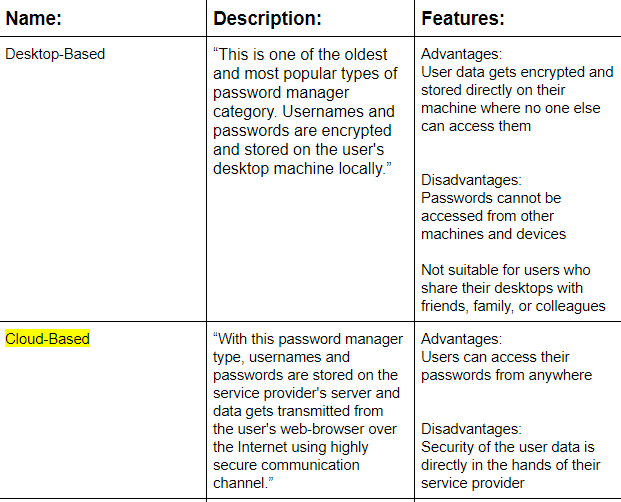 Name:
Description:
Features:
Desktop-Based
“This is one of the oldest
and most popular types of
password manager
category. Usernames and
passwords are encrypted
and stored on the user's
desktop machine locally.”
Advantages:
User data gets encrypted and
stored directly on their
machine where no one else
can access them
Disadvantages:
Passwords cannot be
accessed from other
machines and devices
Not suitable for users who
share their desktops with
friends, family, or colleagues
Cloud-Based
“With this password manager
type, usernames and
passwords are stored on the
service provider's server and
data gets transmitted from
the user's web-browser over
the Internet using highly
secure communication
channel.”
Advantages:
Users can access their
passwords from anywhere
Disadvantages:
Security of the user data is
directly in the hands of their
service provider